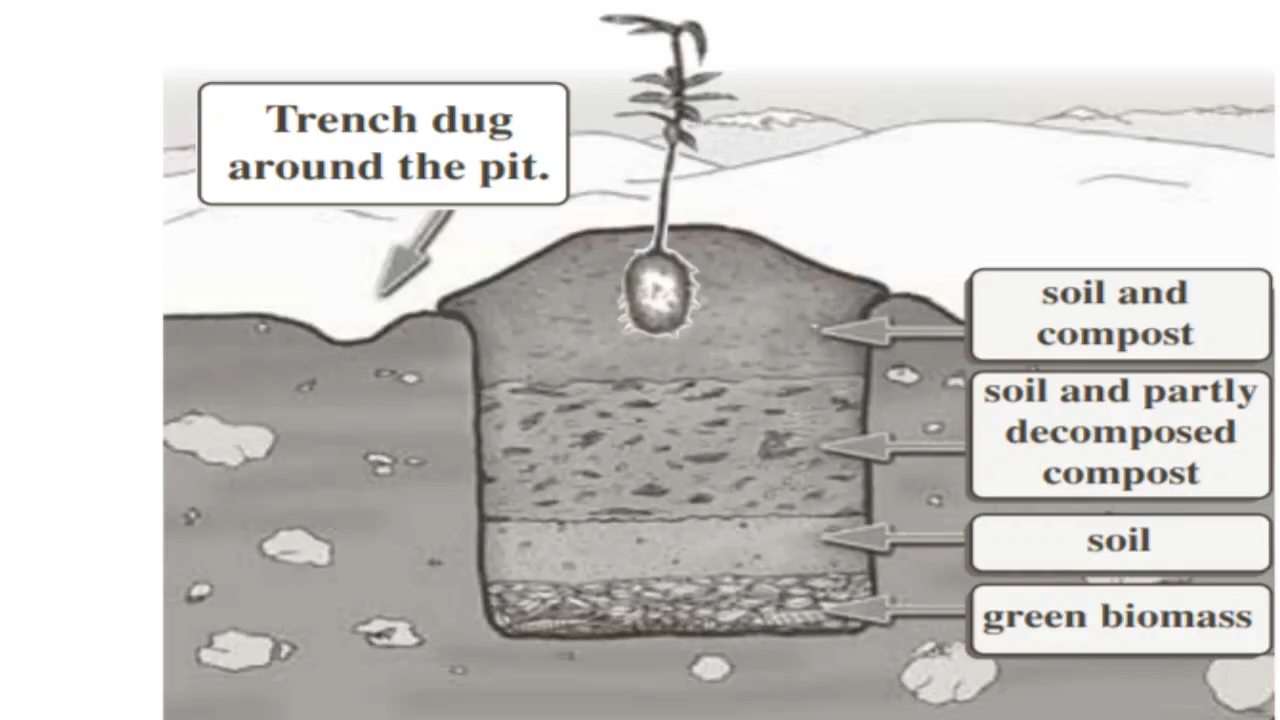 Trench dug
around the pit.
soil and
compost
soil and partly
decomposed
compost
soil
green biomass